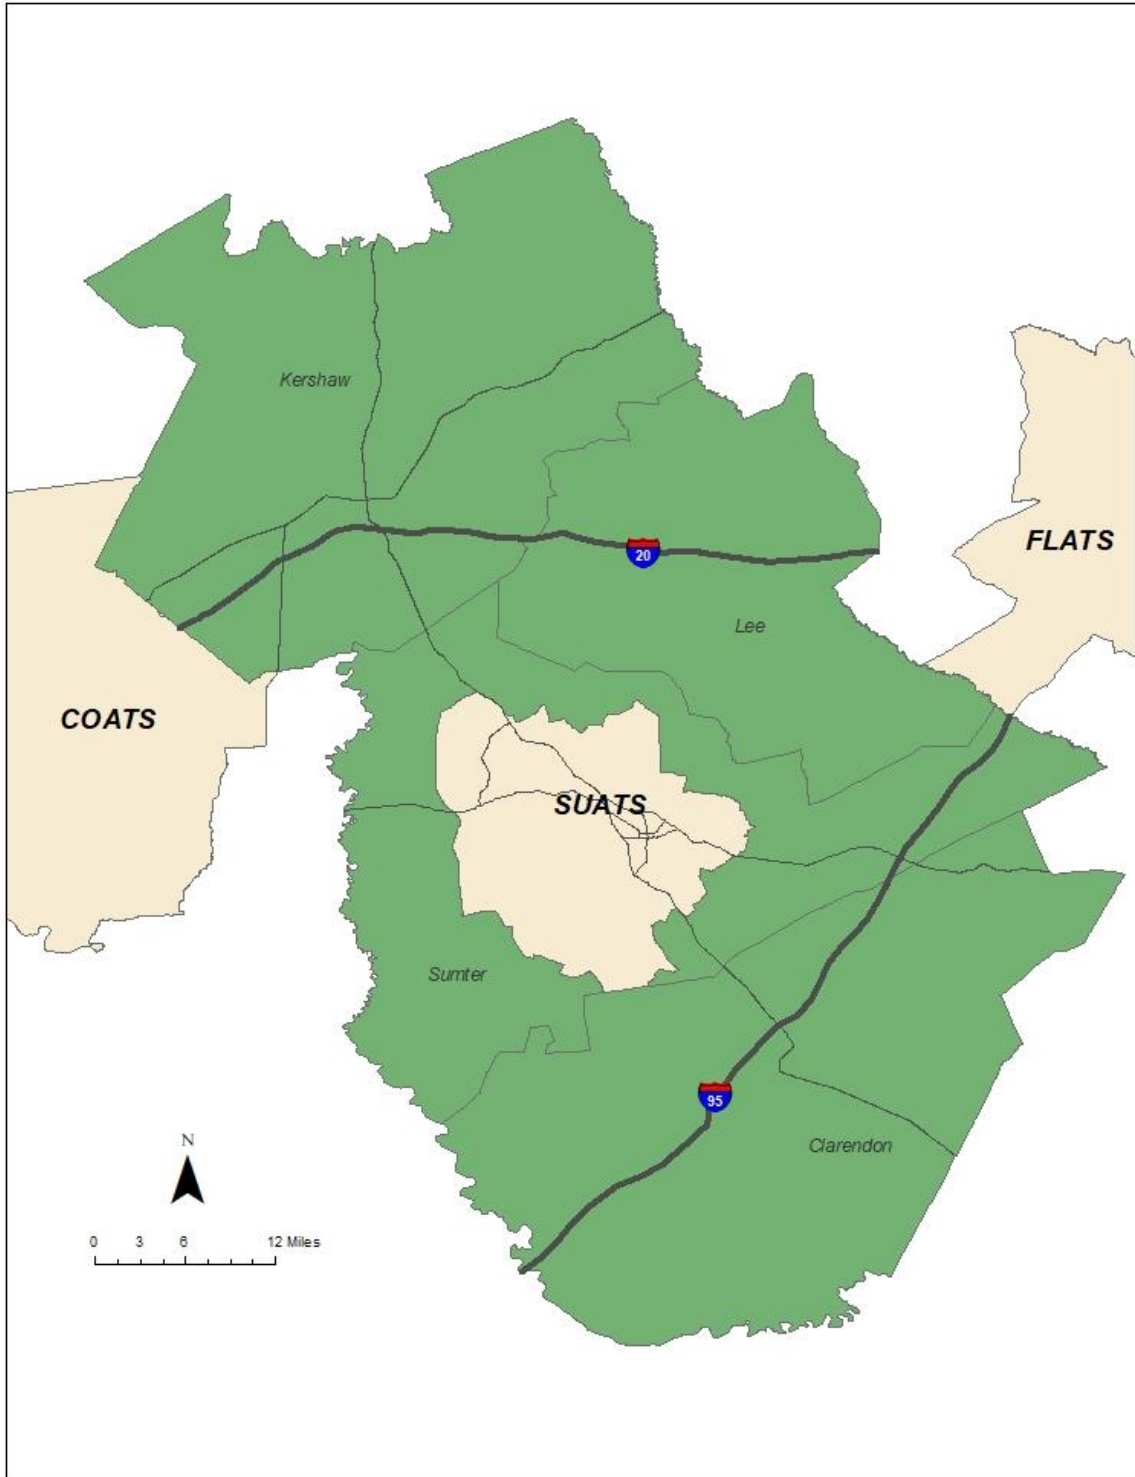 Kershaw
FLATS
20
Lee
COATS
SUATS
Sumter
95
Clarendon
N
0 3 6 12 Miles